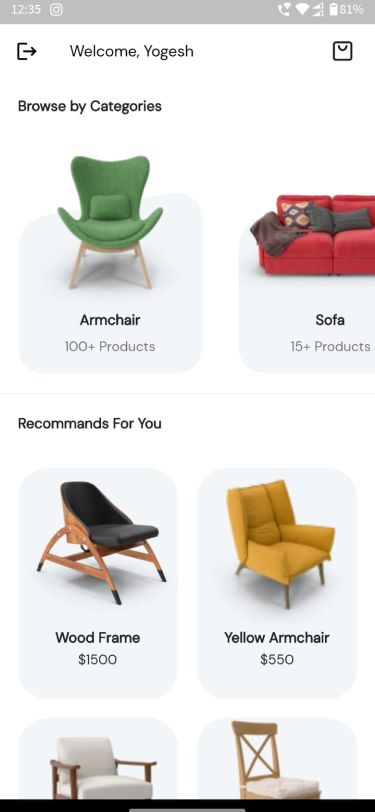 12:35
81%
Welcome, Yogesh
Browse by Categories
Armchair
100+ Products
Sofa
15+ Products
Recommands For You
Wood Frame
$1500
Yellow Armchair
$550